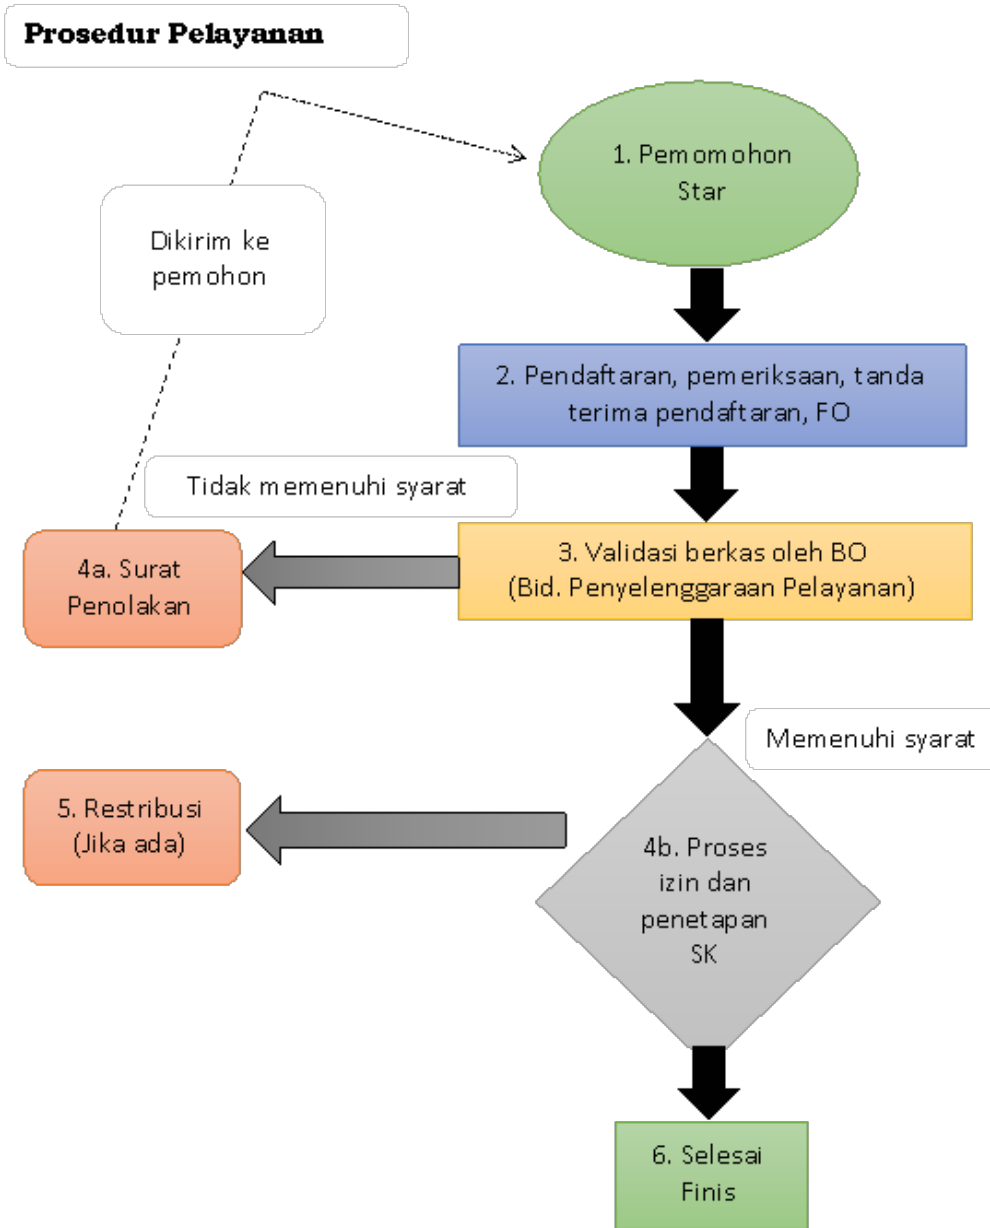 Prosedur Pelayanan
1. Pemomohon
Star
Dikirim ke
pemohon
2. Pendaftaran, pemeriksaan, tanda
terima pendaftaran, FO
Tidak memenuhi syarat
3. Validasi berkas oleh BO
(Bid. Penyelenggaraan Pelayanan)
4a. Surat
Penolakan
Memenuhi syarat
5. Restribusi
(Jika ada)
4b. Proses
izin dan
penetapan
SK
6. Selesai
Finis